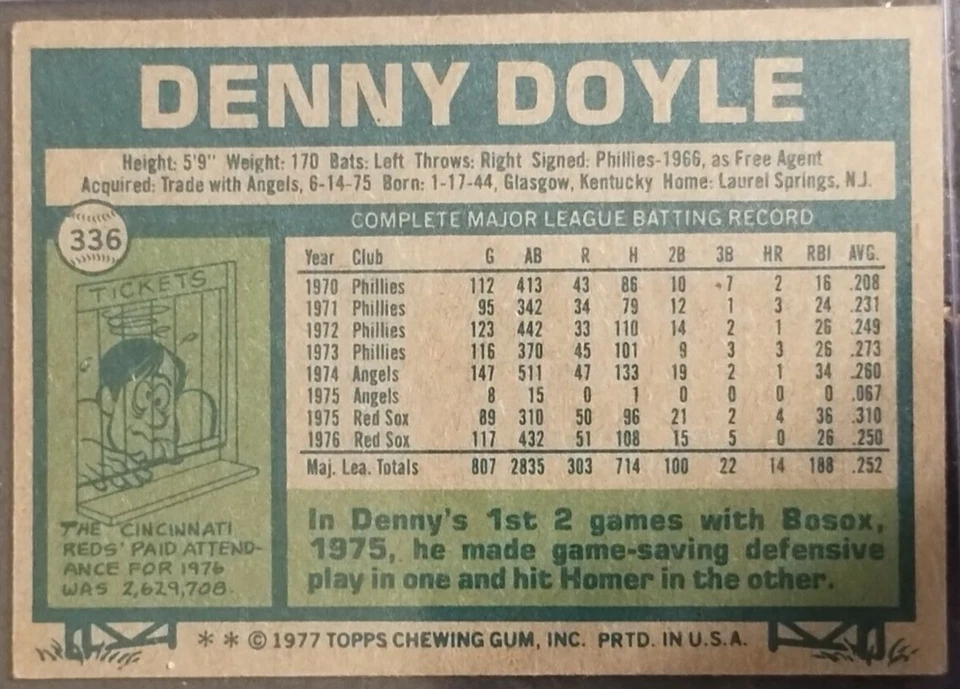 DENNY DOYLE
Height: 5'9" Weight: 170 Bats: Left Throws: Right Signed: Phillies-1966, as Free Agent
Acquired: Trade with Angels, 6-14-75 Born: 1-17-44, Glasgow, Kentucky Home: Laurel Springs, N.J.
336
COMPLETE MAJOR LEAGUE BATTING RECORD
Year Club G AB R H 2B 3B HR RBI AVG.
1970 Phillies 112 413 43 86 10 7 2 16 .208
1971 Phillies 95 342 34 79 12 1 3 24 .231
1972 Phillies 123 442 33 110 14 2 1 26 .249
1973 Phillies 116 370 45 101 9 3 3 26 .273
1974 Angels 147 511 47 133 19 2 1 34 .260
1975 Angels 8 15 0 1 0 0 0 0 .067
1975 Red Sox 89 310 50 96 21 2 4 36 .310
1976 Red Sox 117 432 51 108 15 5 0 26 .250
Maj. Lea. Totals 807 2835 303 714 100 22 14 188 .252
TICKETS
THE CINCINNATI
REDS' PAID ATTEND-
ANCE FOR 1976
WAS 2,629,708.
In Denny's 1st 2 games with Bosox,
1975, he made game-saving defensive
play in one and hit Homer in the other.
* * © 1977 TOPPS CHEWING GUM, INC. PRTD. IN U.S.A.